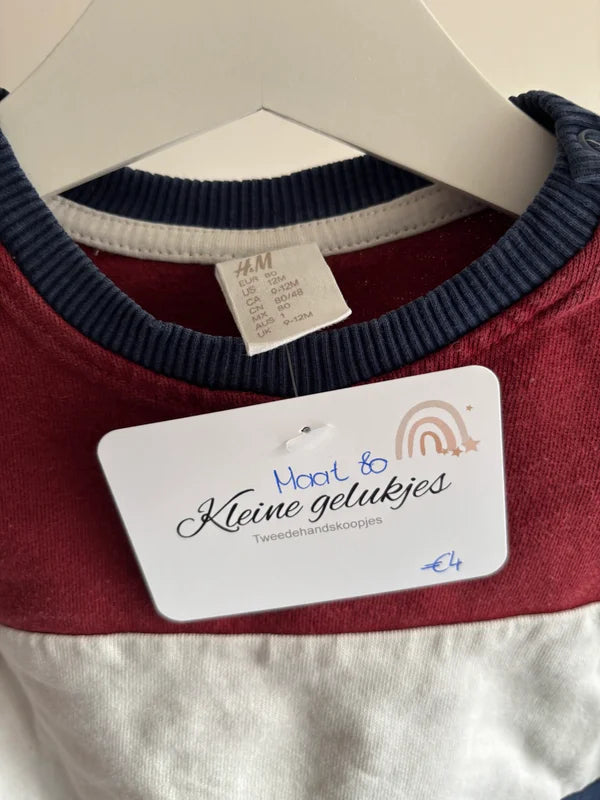 H&M
EUR 80
US 12M
CA 9-12M
CN 80/48
MX 80
AUS 1
UK 9-12M
Maat 80
Kleine gelukjes
Tweedehandskoopjes
€4